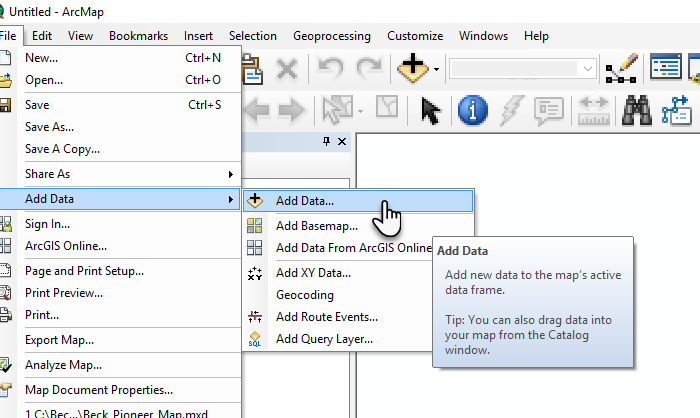 Untitled - ArcMap
File Edit View Bookmarks Insert Selection Geoprocessing Customize Windows Help
New... Ctrl+N
Open... Ctrl+O
Save Ctrl+S
Save As...
Save A Copy...
Share As
Add Data
Sign In...
ArcGIS Online...
Page and Print Setup...
Print Preview...
Print...
Export Map...
Analyze Map...
Map Document Properties...
1 C:\Bec...\Beck_Pioneer_Map.mxd
Add Data...
Add Basemap...
Add Data From ArcGIS Online
Add XY Data...
Geocoding
Add Route Events...
SQL Add Query Layer...
Add Data
Add new data to the map's active
data frame.
Tip: You can also drag data into
your map from the Catalog
window.